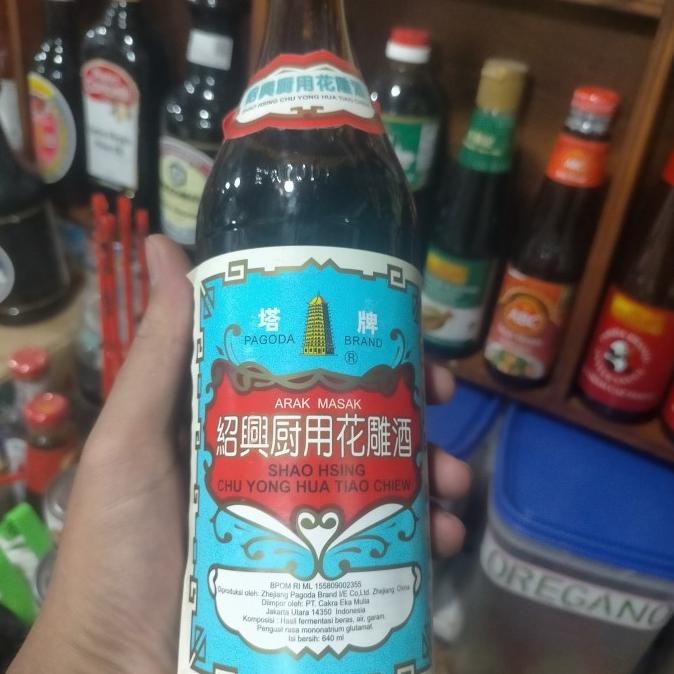 紹興厨用花雕酒
SHAO HSING CHU YONG HUA TIAO CHIEW
塔 牌
PAGODA BRAND
®
ARAK MASAK
紹興厨用花雕酒
SHAO HSING
CHU YONG HUA TIAO CHIEW
BPOM RI ML 155809002355
Diproduksi oleh: Zhejiang Pagoda Brand I/E Co,Ltd. Zhejiang, China
Diimpor oleh: PT. Cakra Eka Mulia
Jakarta Utara 14350 Indonesia
Komposisi : Hasil fermentasi beras, air, garam.
Penguat rasa mononatrium glutamat.
Isi bersih: 640 ml
ABC
OREGANO